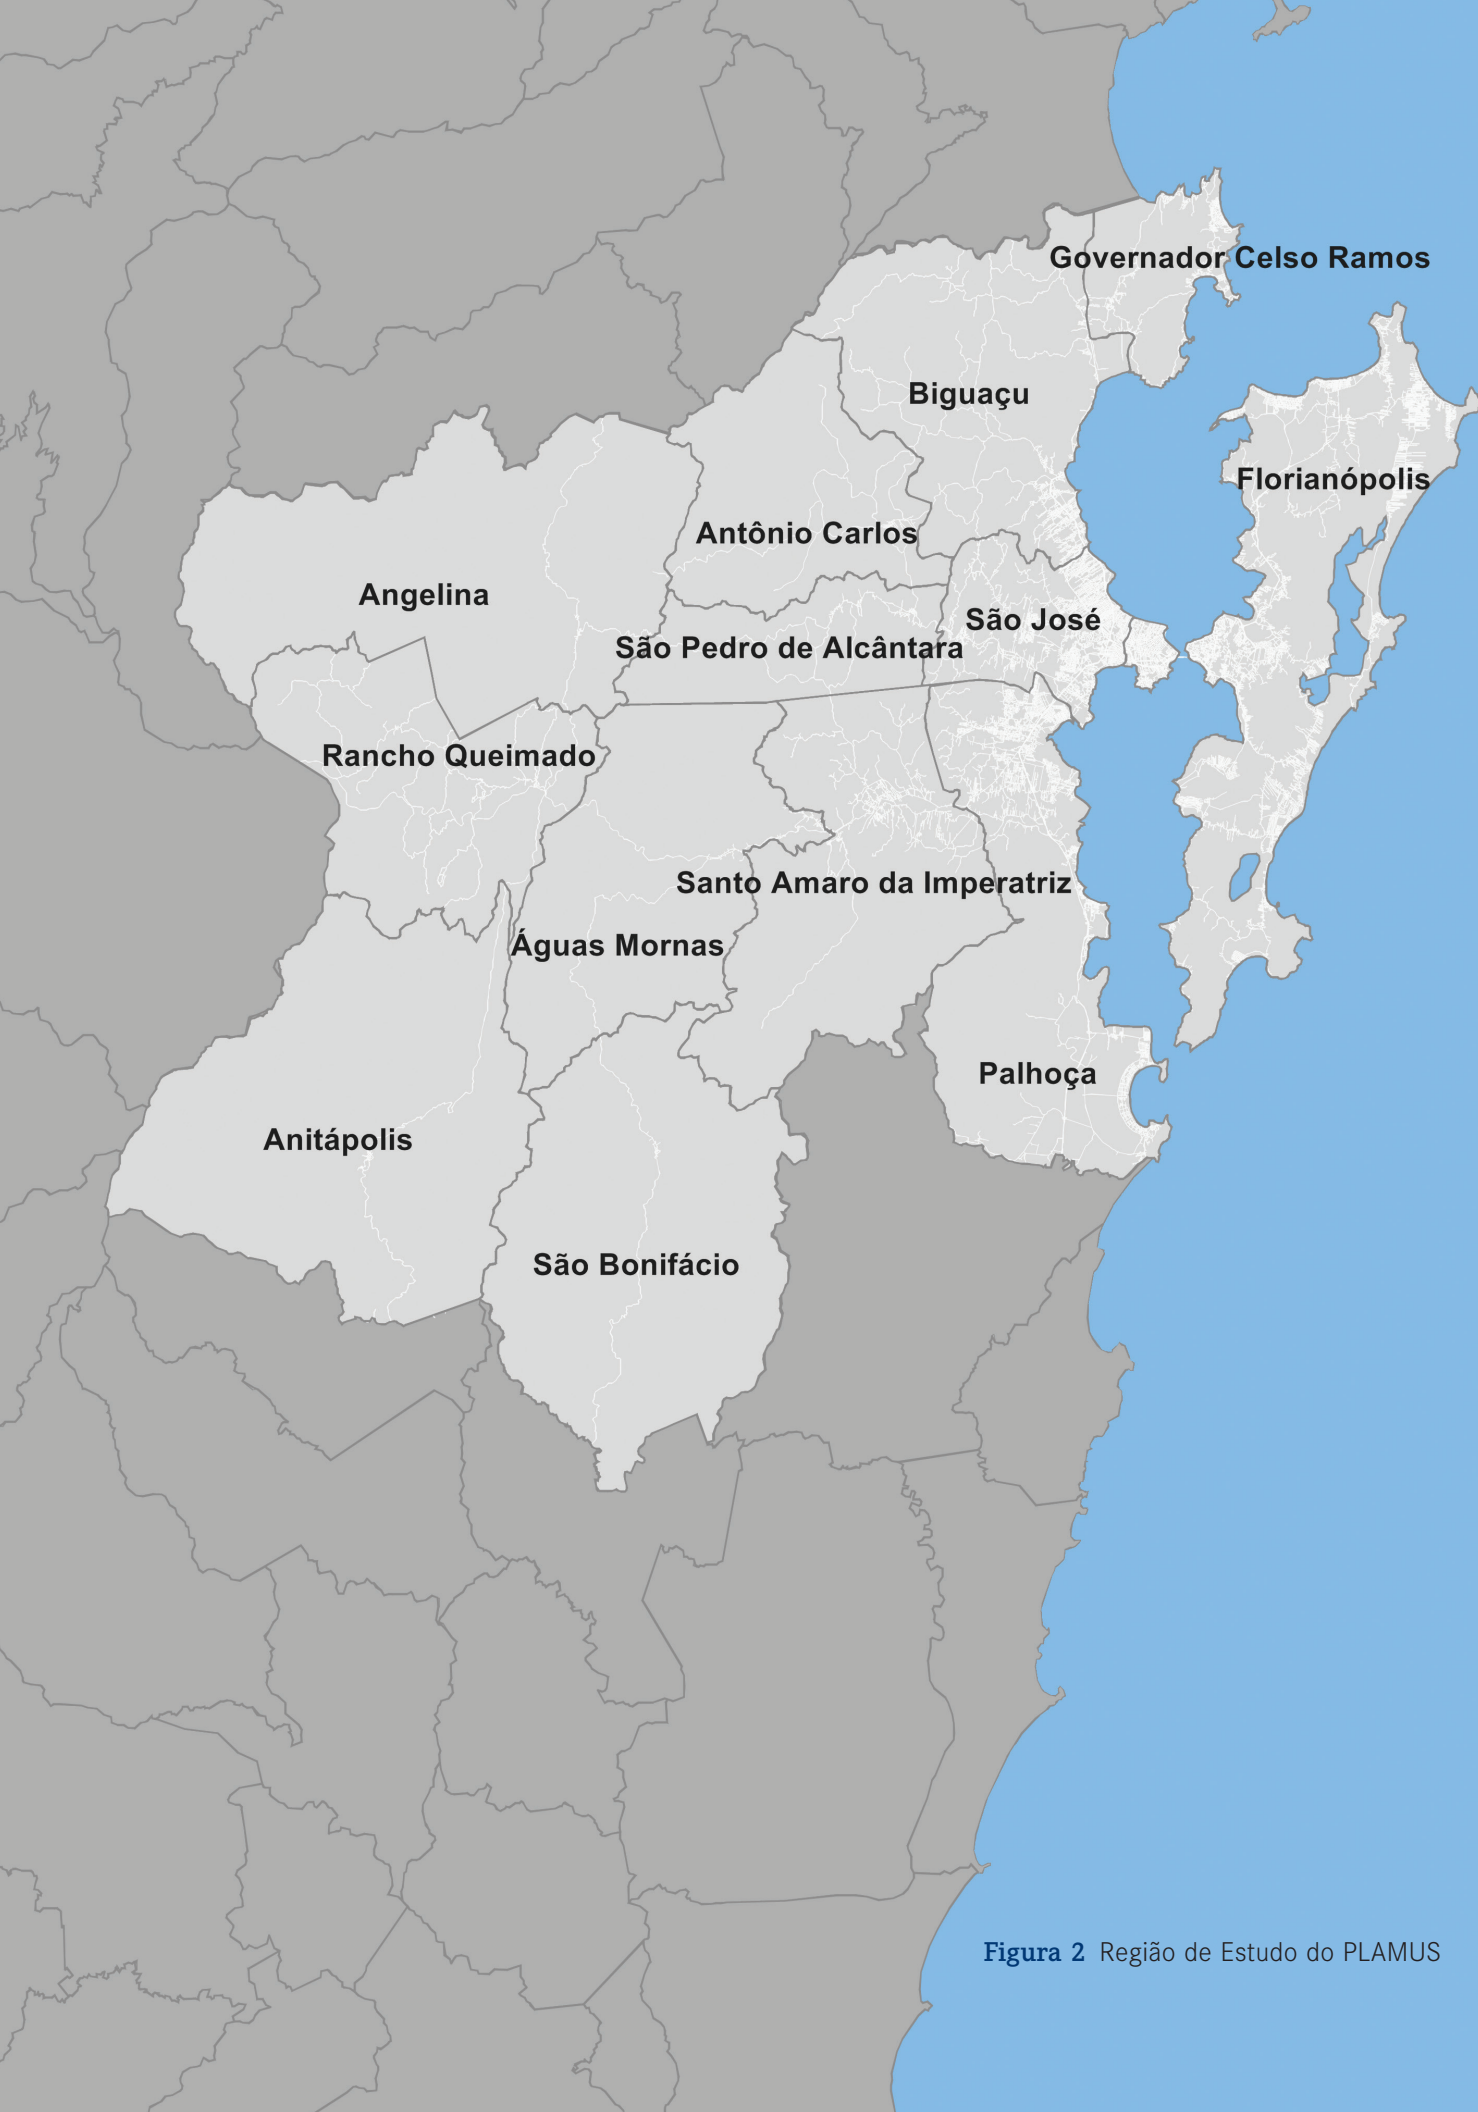 Governador Celso Ramos
Biguaçu
Florianópolis
Antônio Carlos
Angelina
São José
São Pedro de Alcântara
Rancho Queimado
Santo Amaro da Imperatriz
Águas Mornas
Palhoça
Anitápolis
São Bonifácio
Figura 2 Região de Estudo do PLAMUS